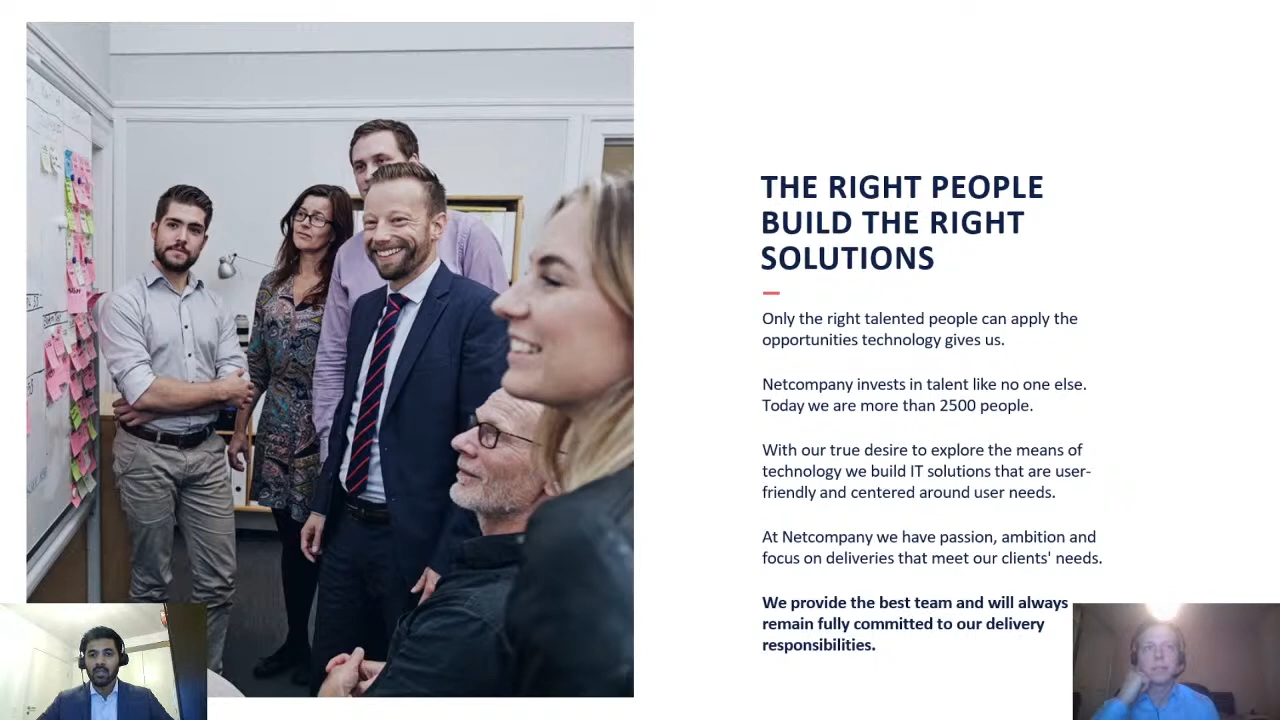 THE RIGHT PEOPLE
BUILD THE RIGHT
SOLUTIONS
Only the right talented people can apply the
opportunities technology gives us.
Netcompany invests in talent like no one else.
Today we are more than 2500 people.
With our true desire to explore the means of
technology we build IT solutions that are user-
friendly and centered around user needs.
At Netcompany we have passion, ambition and
focus on deliveries that meet our clients' needs.
We provide the best team and will always
remain fully committed to our delivery
responsibilities.